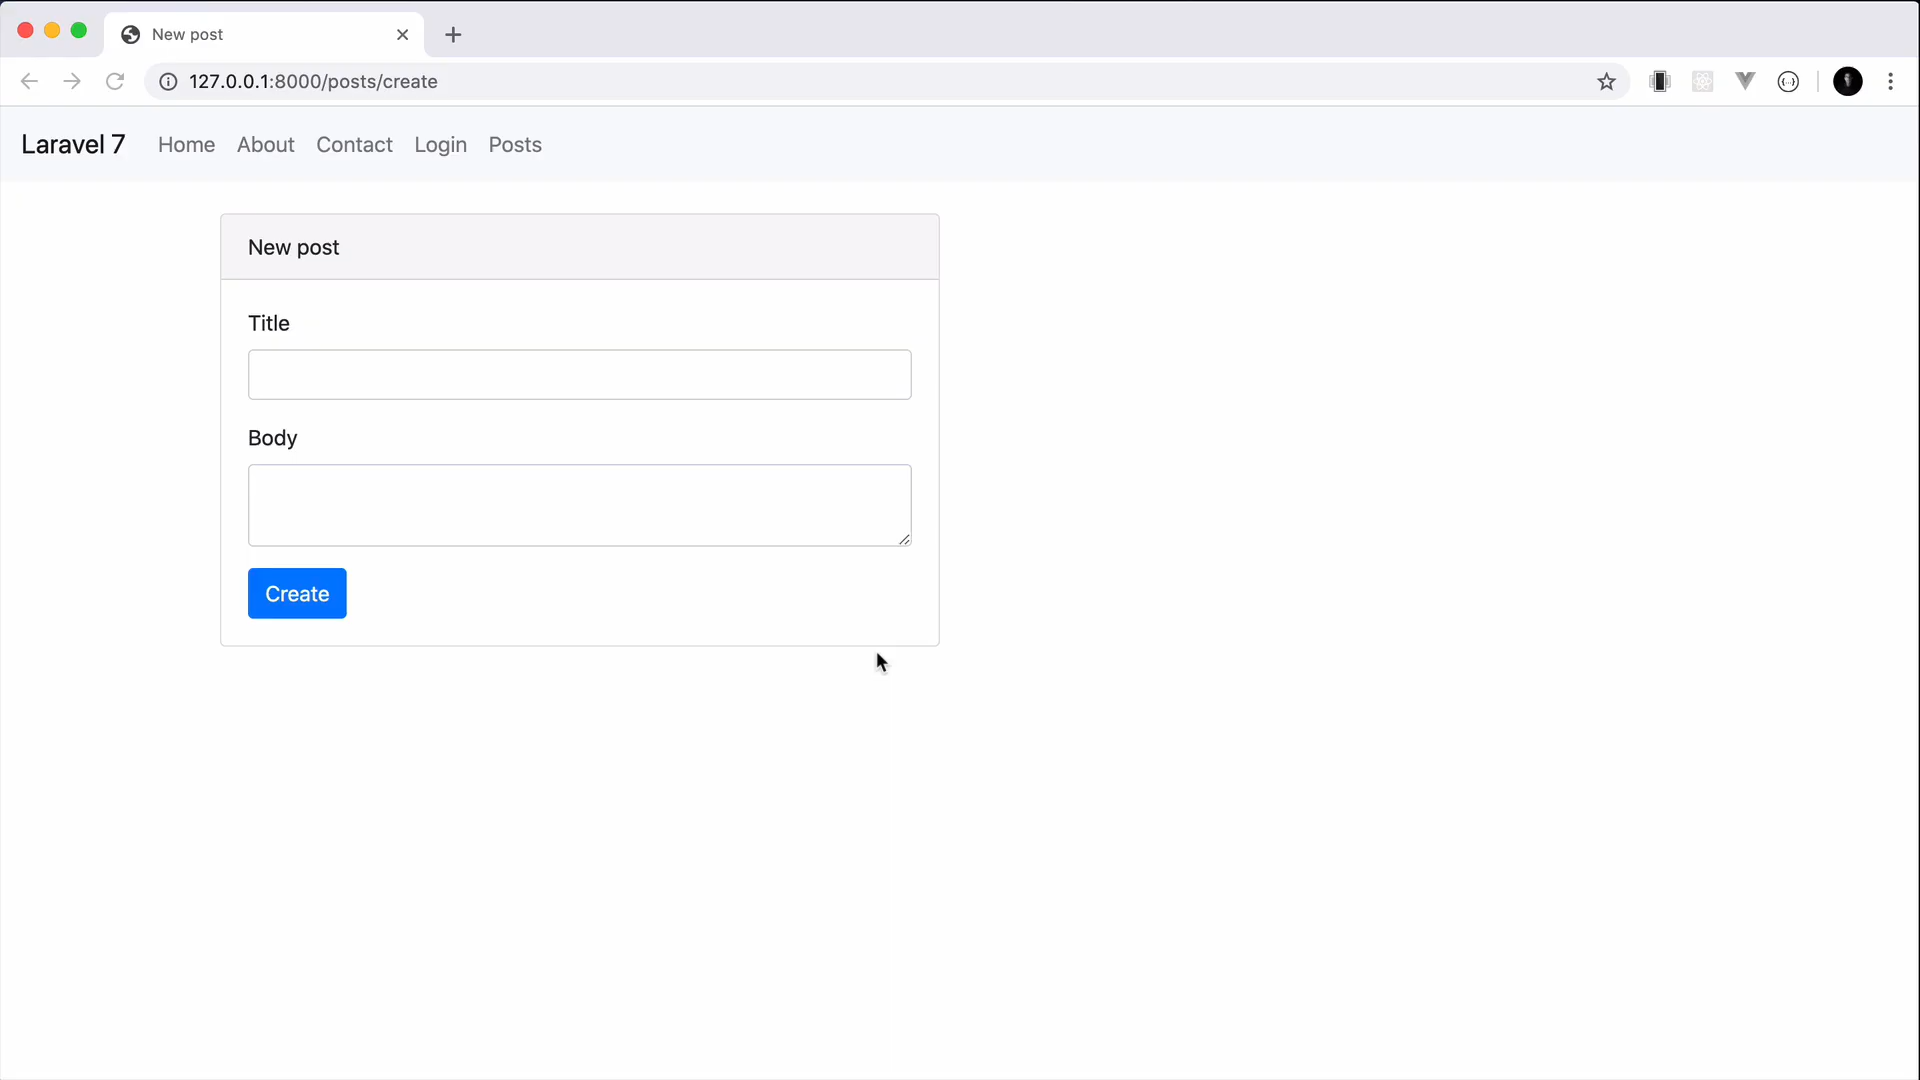 New post
127.0.0.1:8000/posts/create
Laravel 7 Home About Contact Login Posts
New post
Title
Body
Create